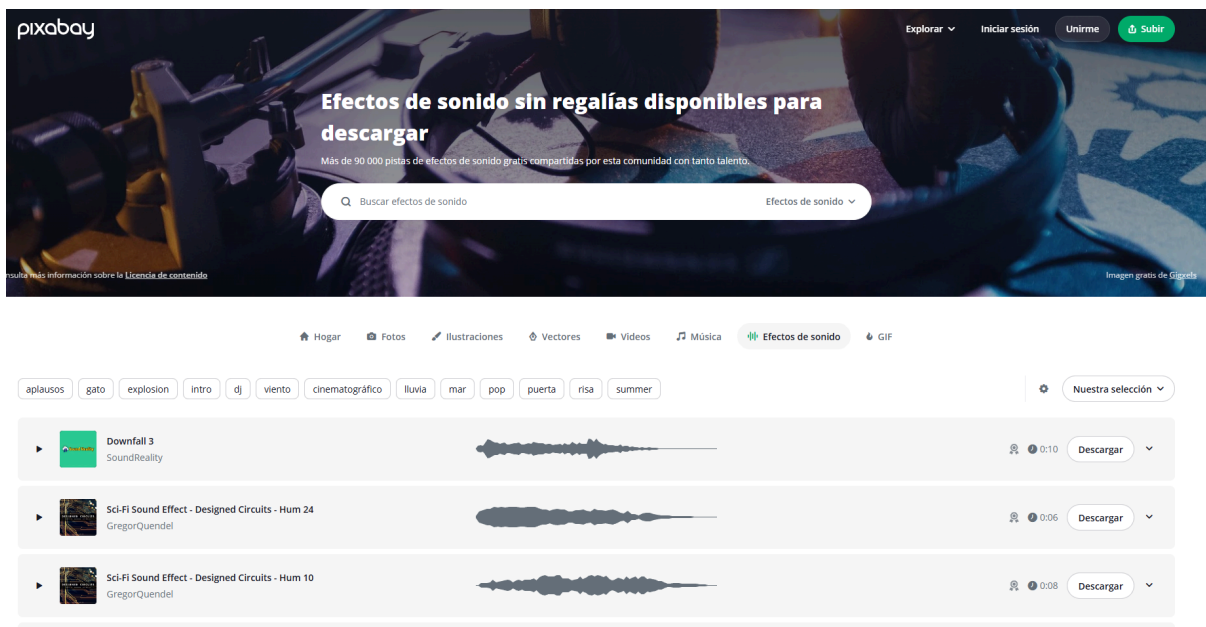 pixabay
Explorar
Iniciar sesión
Unirme
Subir
Efectos de sonido sin regalías disponibles para
descargar
Más de 90 000 pistas de efectos de sonido gratis compartidas por esta comunidad con tanto talento.
Buscar efectos de sonido
Efectos de sonido
nsulta más información sobre la Licencia de contenido
Imagen gratis de Gigxels
Hogar
Fotos
Ilustraciones
Vectores
Videos
Música
Efectos de sonido
GIF
aplausos
gato
explosion
intro
dj
viento
cinematográfico
lluvia
mar
pop
puerta
risa
summer
Nuestra selección
Downfall 3
SoundReality
0:10
Descargar
Sci-Fi Sound Effect - Designed Circuits - Hum 24
GregorQuendel
0:06
Descargar
Sci-Fi Sound Effect - Designed Circuits - Hum 10
GregorQuendel
0:08
Descargar